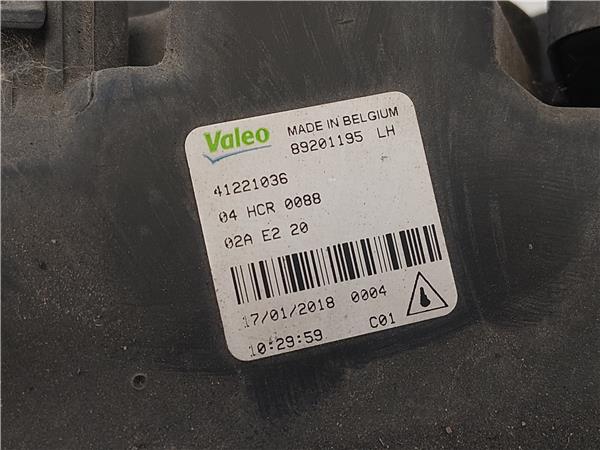 Valeo MADE IN BELGIUM
89201195 LH
41221036
04 HCR 0088
02A E2 20
17/01/2018 0004
10:29:59 C01